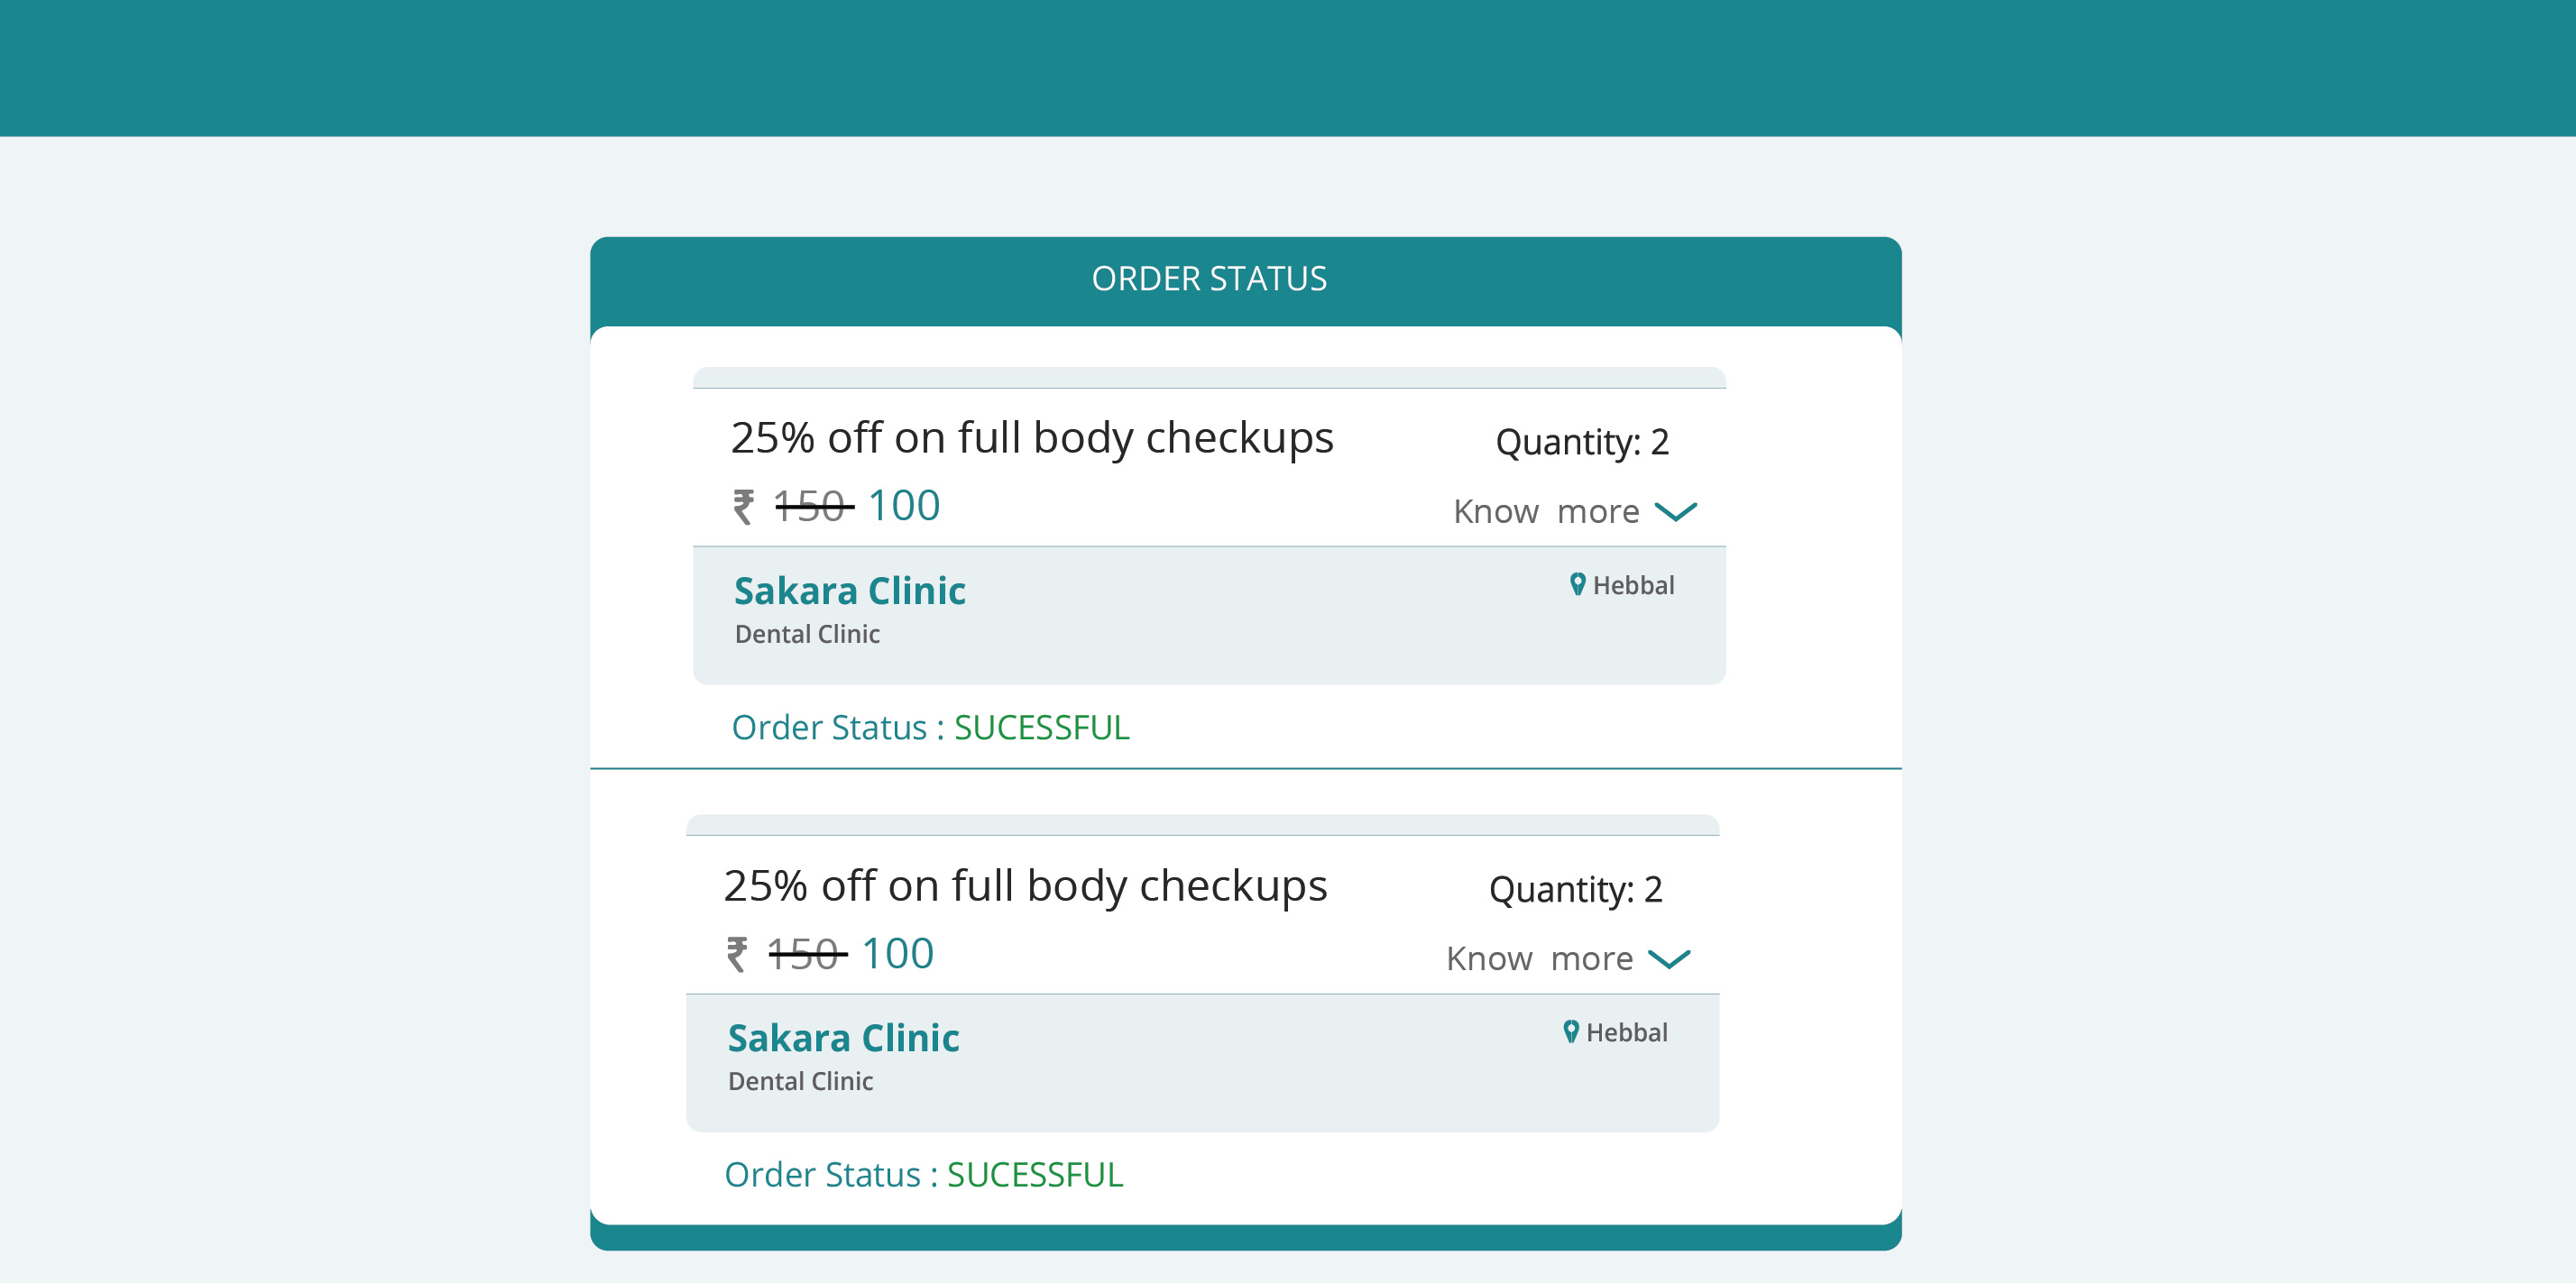 ORDER STATUS
25% off on full body checkups Quantity: 2
₹ 150 100 Know more
Sakara Clinic Hebbal
Dental Clinic
Order Status : SUCESSFUL
25% off on full body checkups Quantity: 2
₹ 150 100 Know more
Sakara Clinic Hebbal
Dental Clinic
Order Status : SUCESSFUL